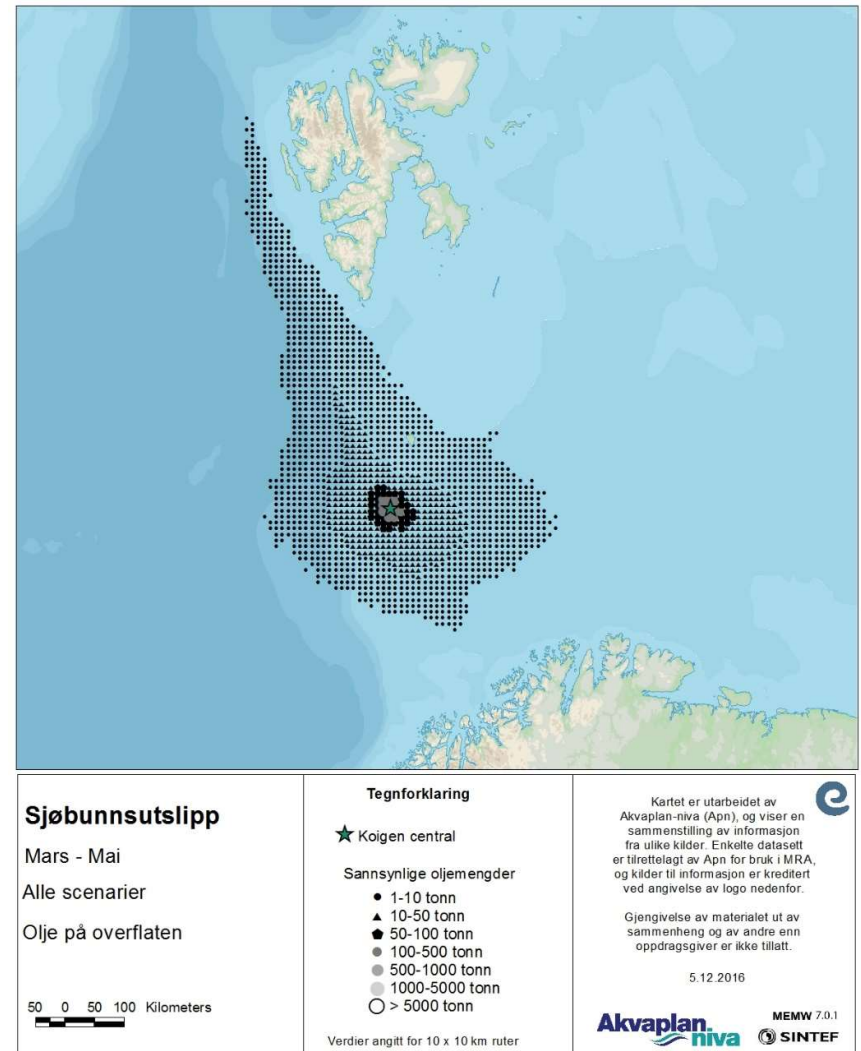 Sjøbunnsutslipp
Mars - Mai
Alle scenarier
Olje på overflaten
50 0 50 100 Kilometers
Tegnforklaring
Koigen central
Sannsynlige oljemengder
1-10 tonn
10-50 tonn
50-100 tonn
100-500 tonn
500-1000 tonn
1000-5000 tonn
> 5000 tonn
Verdier angitt for 10 x 10 km ruter
Kartet er utarbeidet av
Akvaplan-niva (Apn), og viser en
sammenstilling av informasjon
fra ulike kilder. Enkelte datasett
er tilrettelagt av Apn for bruk i MRA,
og kilder til informasjon er kreditert
ved angivelse av logo nedenfor.
Gjengivelse av materialet ut av
sammenheng og av andre enn
oppdragsgiver er ikke tillatt.
5.12.2016
Akvaplan
niva
MEMW 7.0.1
SINTEF